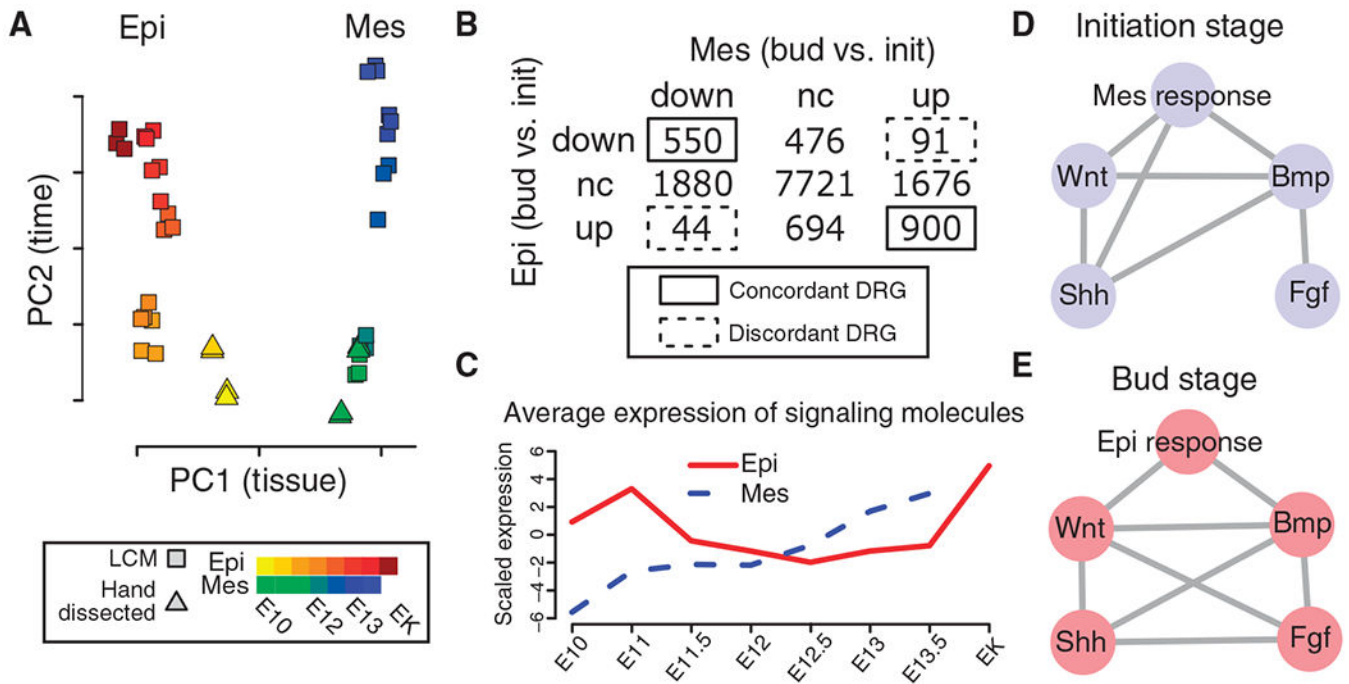 A
Epi
Mes
PC2 (time)
PC1 (tissue)
LCM
Hand
dissected
Epi
Mes
E10
E12
E13
EK
B
Mes (bud vs. init)
Epi (bud vs. init)
down nc up
down 550 476 91
nc 1880 7721 1676
up 44 694 900
Concordant DRG
Discordant DRG
C
Average expression of signaling molecules
Scaled expression
6
4
2
0
−2
−4
−6
Epi
Mes
E10
E11
E11.5
E12
E12.5
E13
E13.5
EK
D
Initiation stage
Mes response
Wnt
Bmp
Shh
Fgf
E
Bud stage
Epi response
Wnt
Bmp
Shh
Fgf